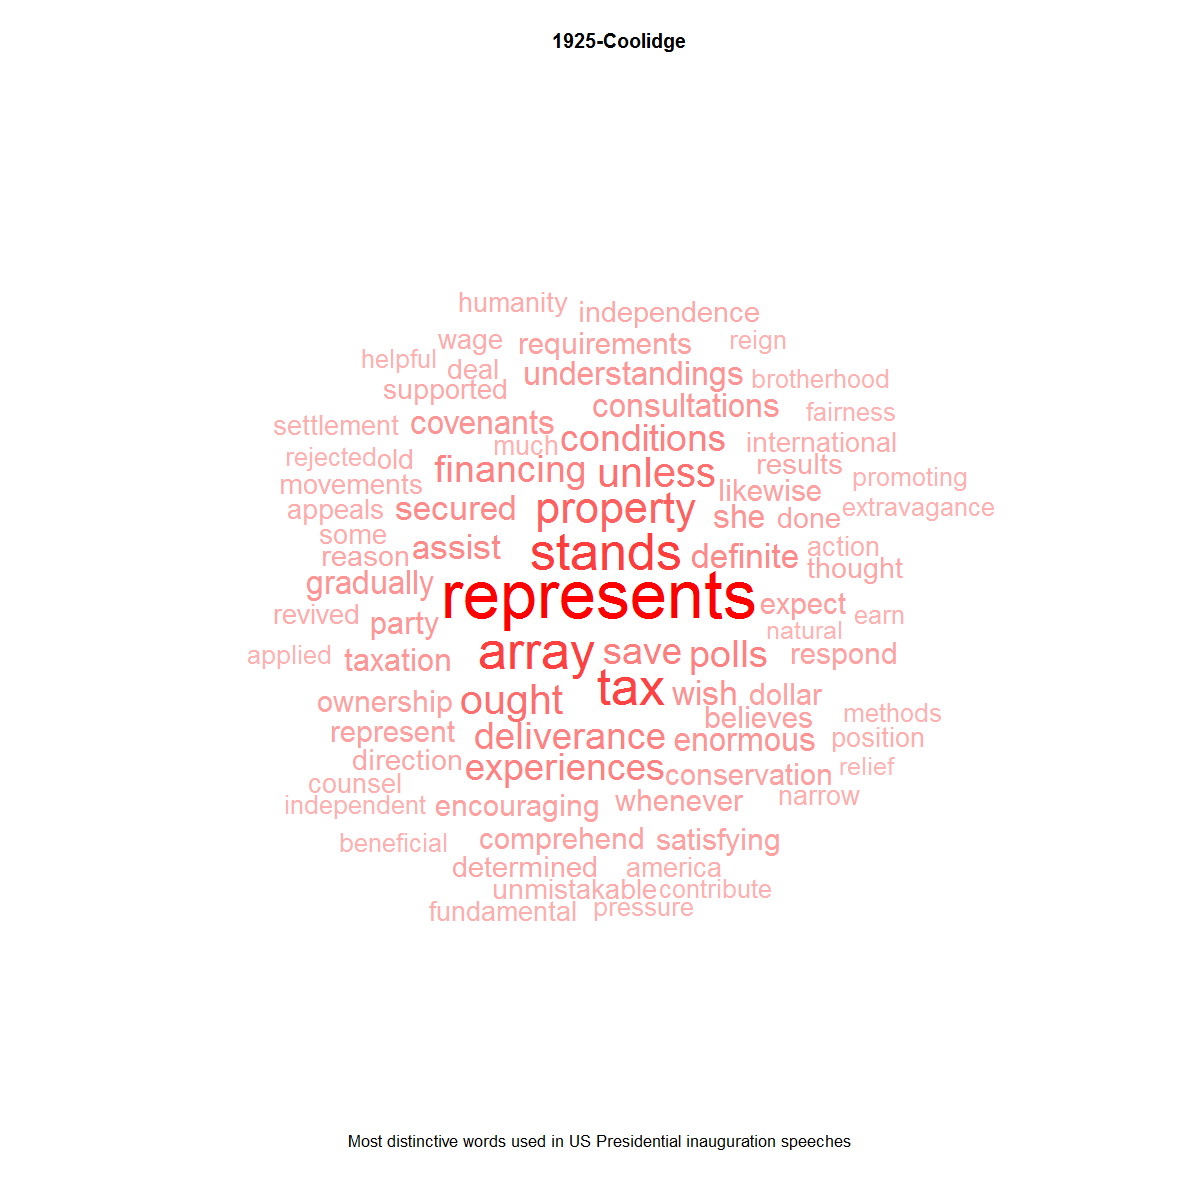 1925-Coolidge
humanity independence
wage requirements reign
helpful deal understandings brotherhood
supported consultations fairness
settlement covenants conditions international
much
rejected old financing unless results promoting
movements likewise
appeals secured property she done extravagance
some
reason assist stands definite action
thought
gradually represents expect earn
revived party natural
applied taxation array save polls respond
ownership ought tax wish dollar
believes methods
represent deliverance enormous position
direction experiences conservation relief
counsel
independent encouraging whenever narrow
beneficial comprehend satisfying
determined america
unmistakable contribute
fundamental pressure
Most distinctive words used in US Presidential inauguration speeches